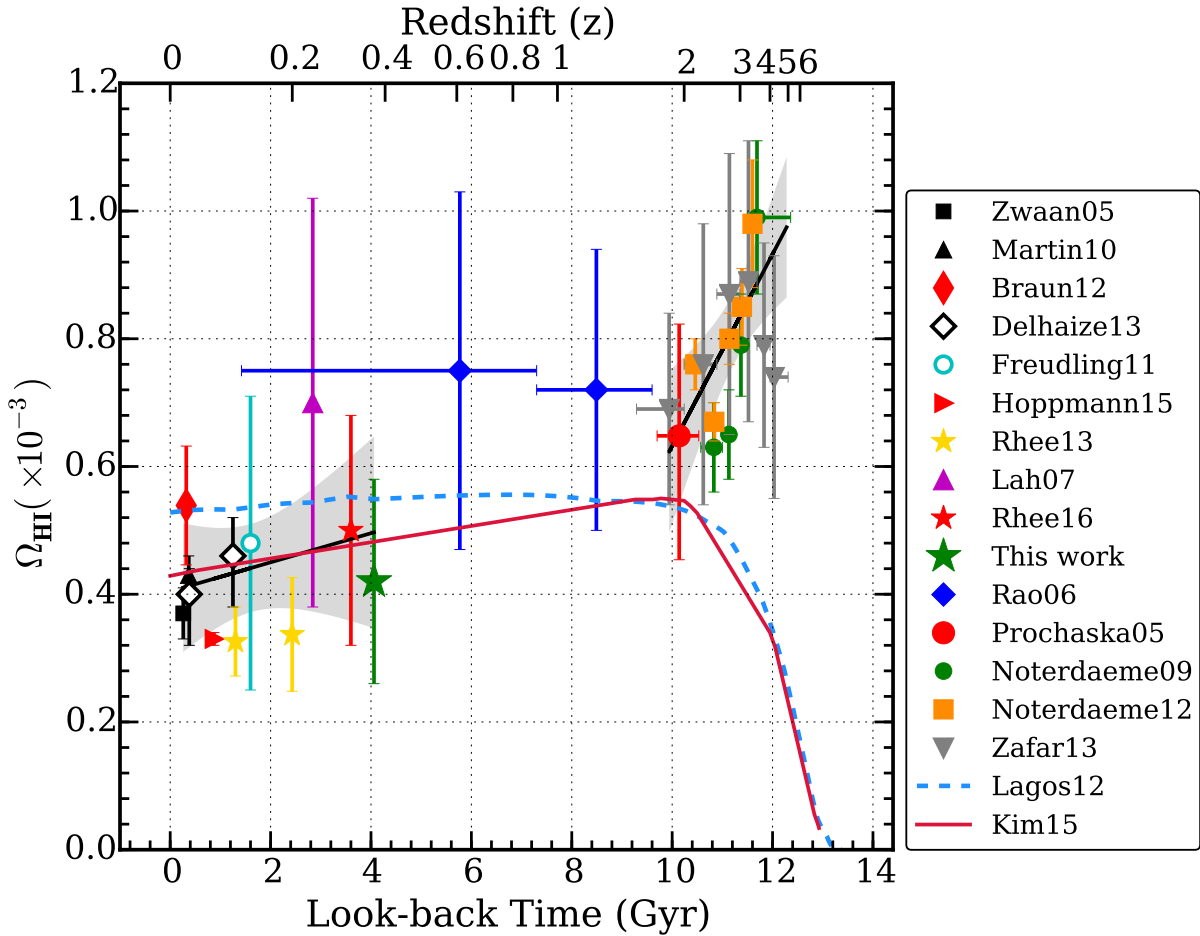 Redshift (z)
0 0.2 0.4 0.6 0.8 1 2 3 4 5 6
1.2
1.0
0.8
0.6
0.4
0.2
0.0
Ω_HI( ×10⁻³ )
0 2 4 6 8 10 12 14
Look-back Time (Gyr)
Zwaan05
Martin10
Braun12
Delhaize13
Freudling11
Hoppmann15
Rhee13
Lah07
Rhee16
This work
Rao06
Prochaska05
Noterdaeme09
Noterdaeme12
Zafar13
Lagos12
Kim15